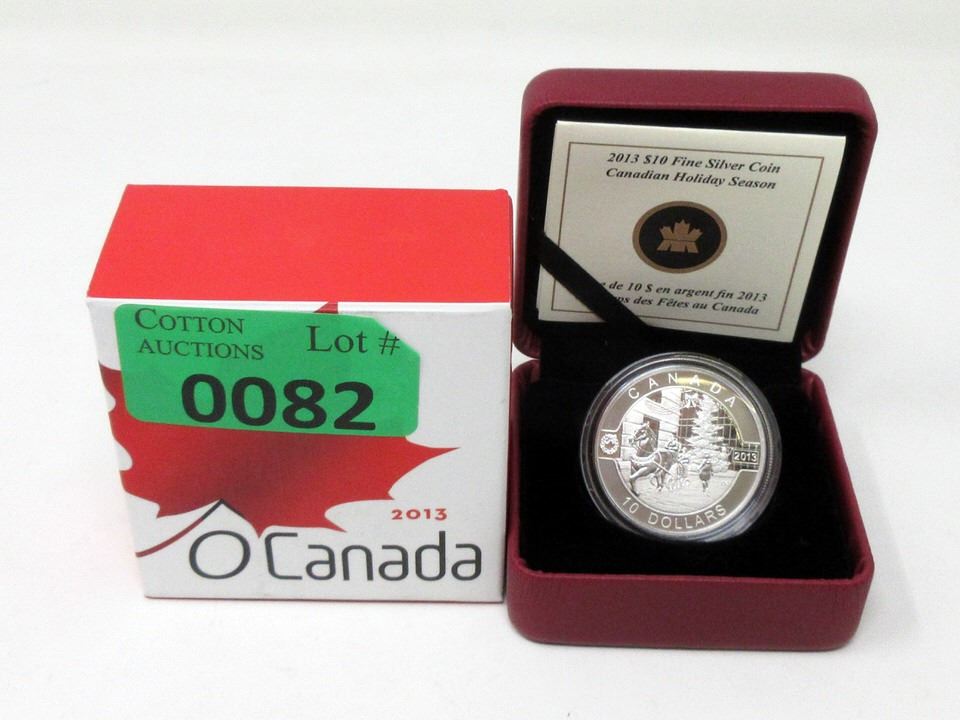 COTTON
AUCTIONS
Lot #
0082
2013
O Canada
2013 $10 Fine Silver Coin
Canadian Holiday Season
de 10 $ en argent fin 2013
des Fêtes au Canada
CANADA
2013
10 DOLLARS